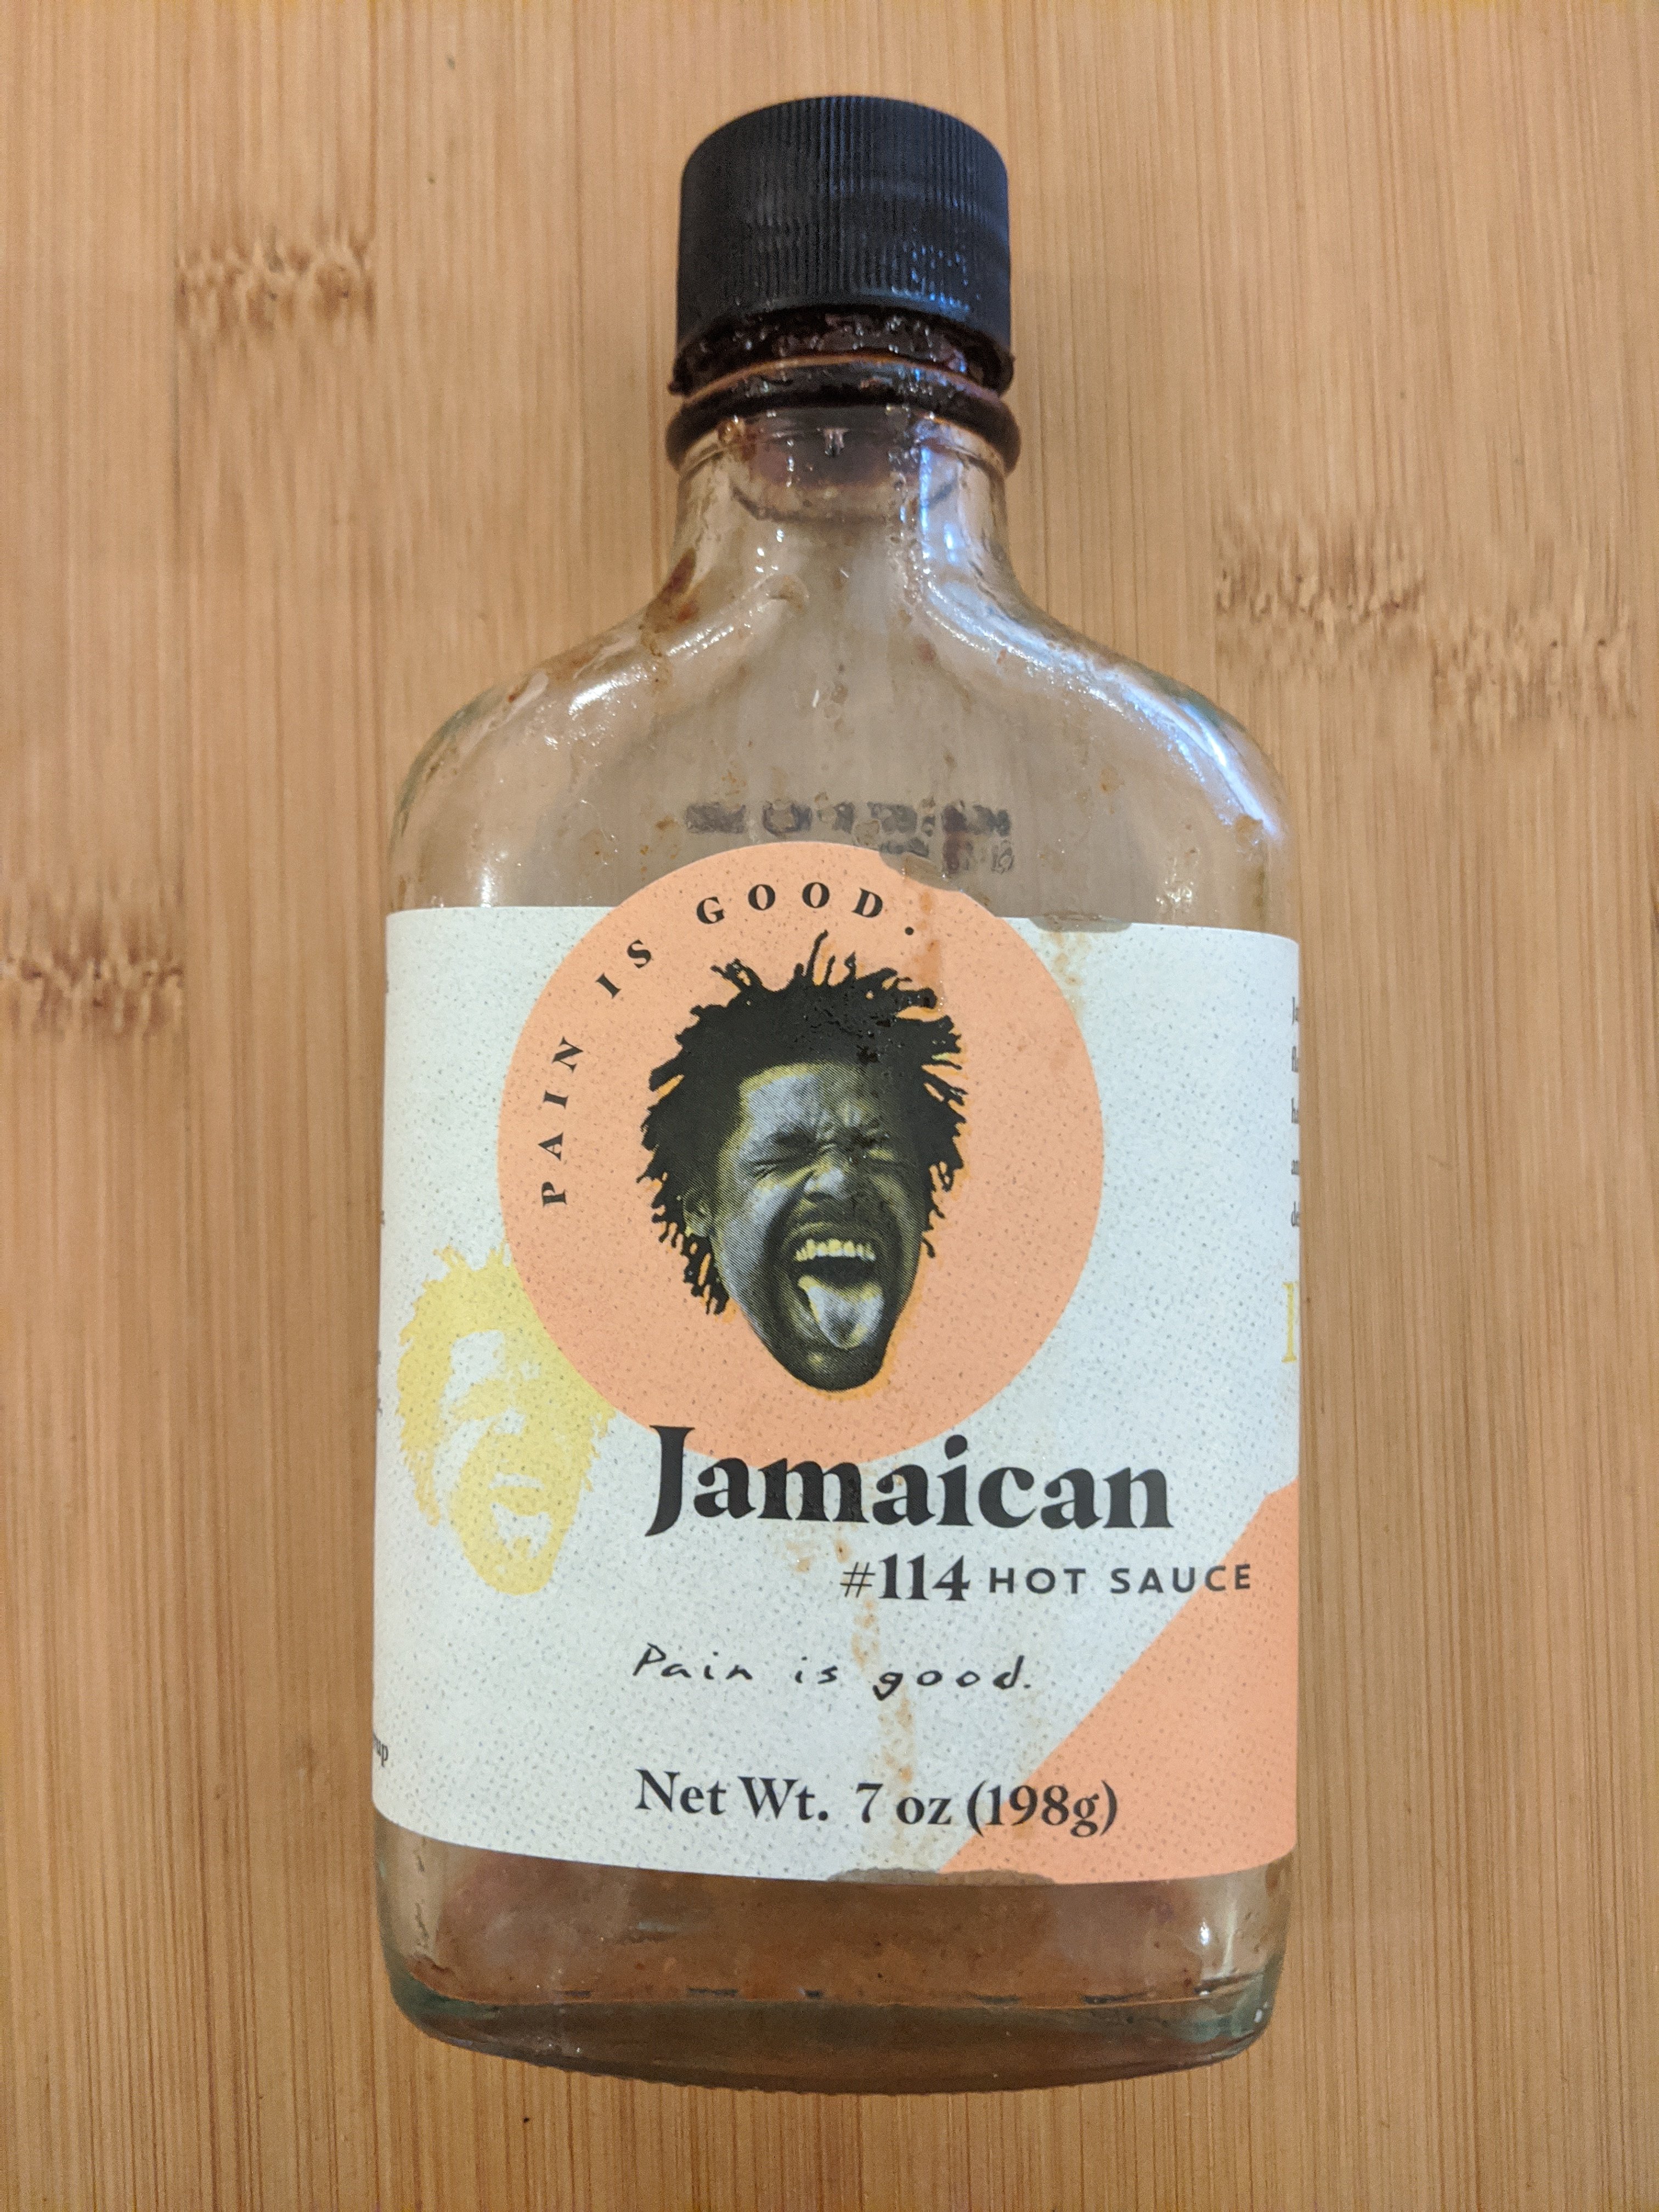 PAIN IS GOOD.
Jamaican
#114 HOT SAUCE
Pain is good.
Net Wt. 7 oz (198g)